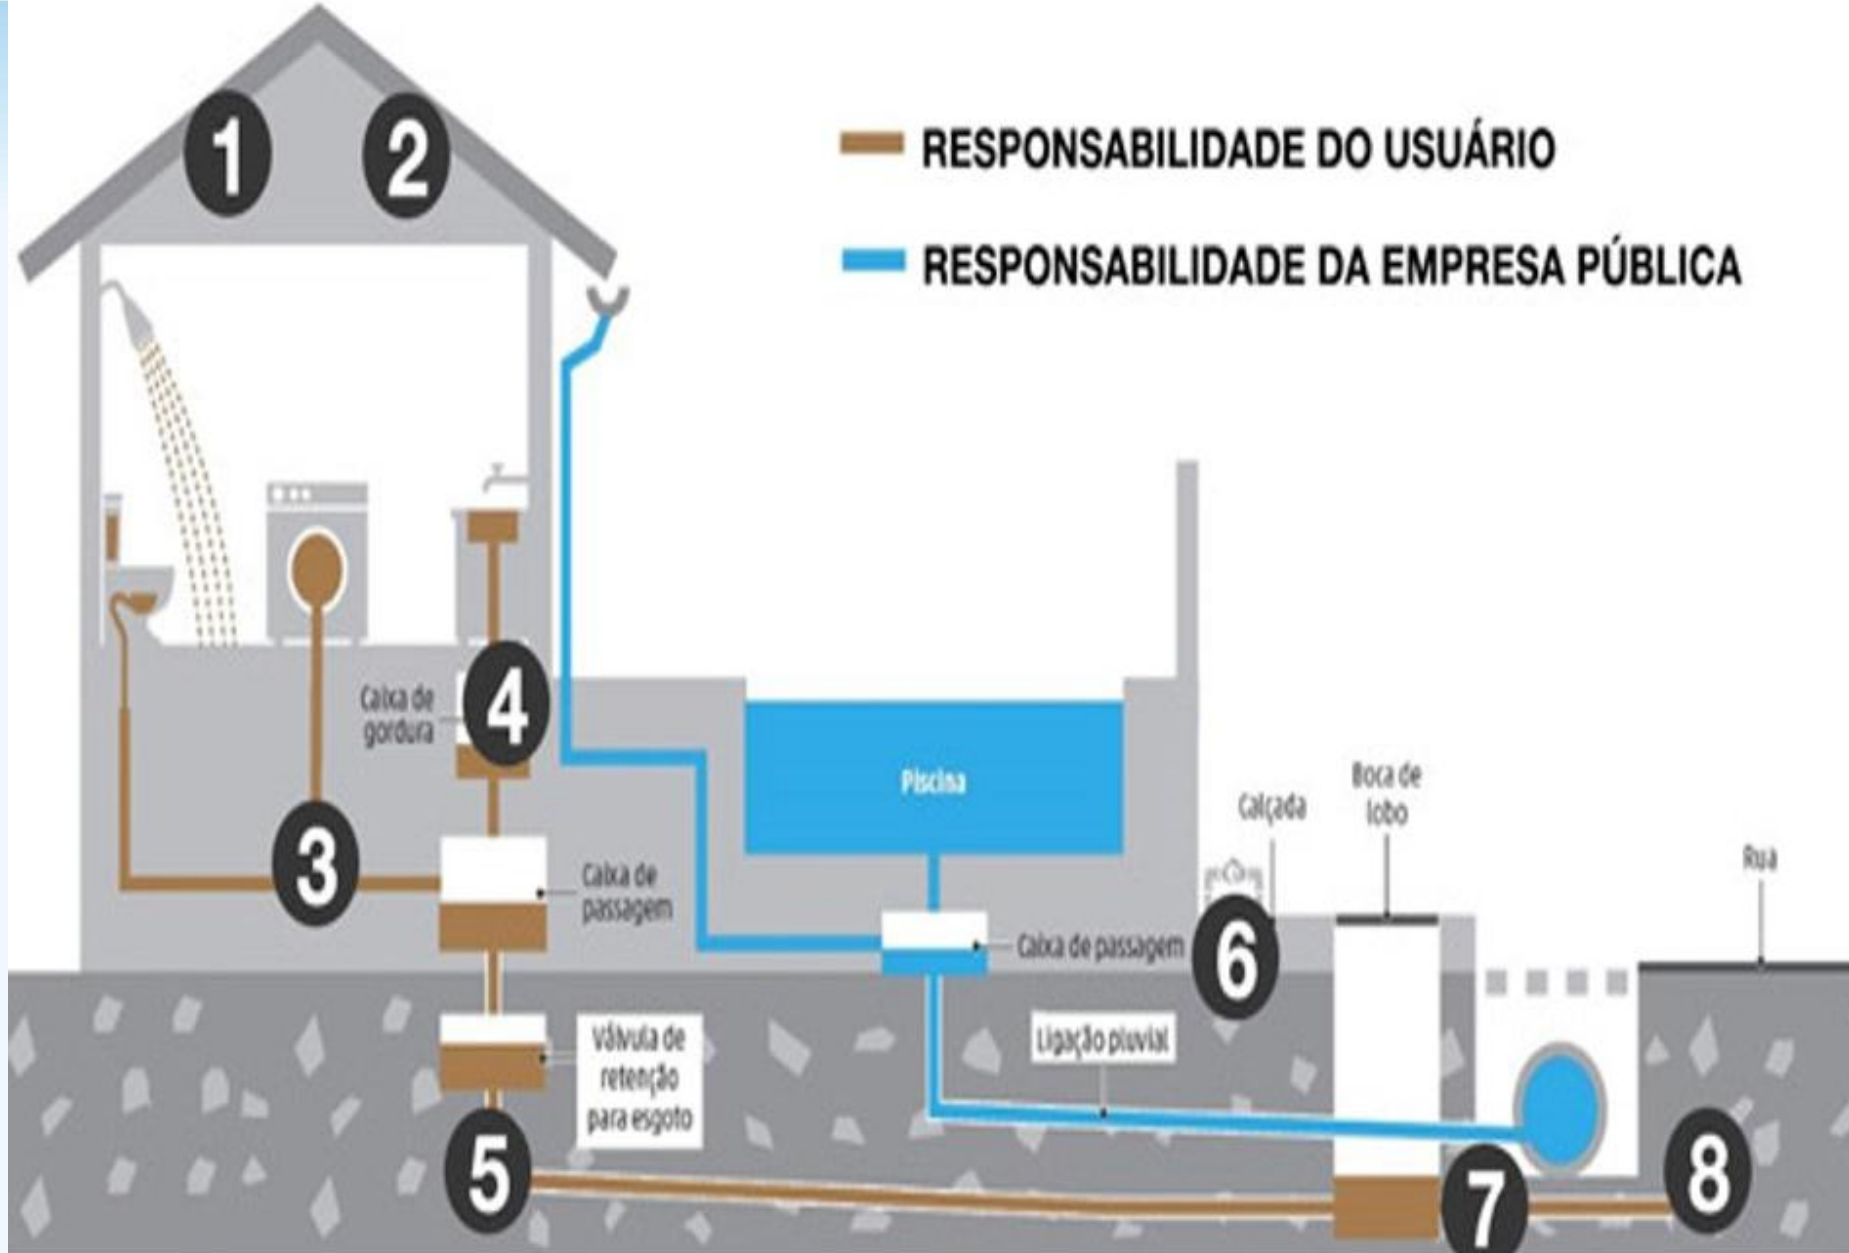 1
2
RESPONSABILIDADE DO USUÁRIO
RESPONSABILIDADE DA EMPRESA PÚBLICA
Caixa de
gordura
4
Piscina
Calçada
Boca de
lobo
Rua
3
Caixa de
passagem
Caixa de passagem
6
Válvula de
retenção
para esgoto
Ligação pluvial
5
7
8